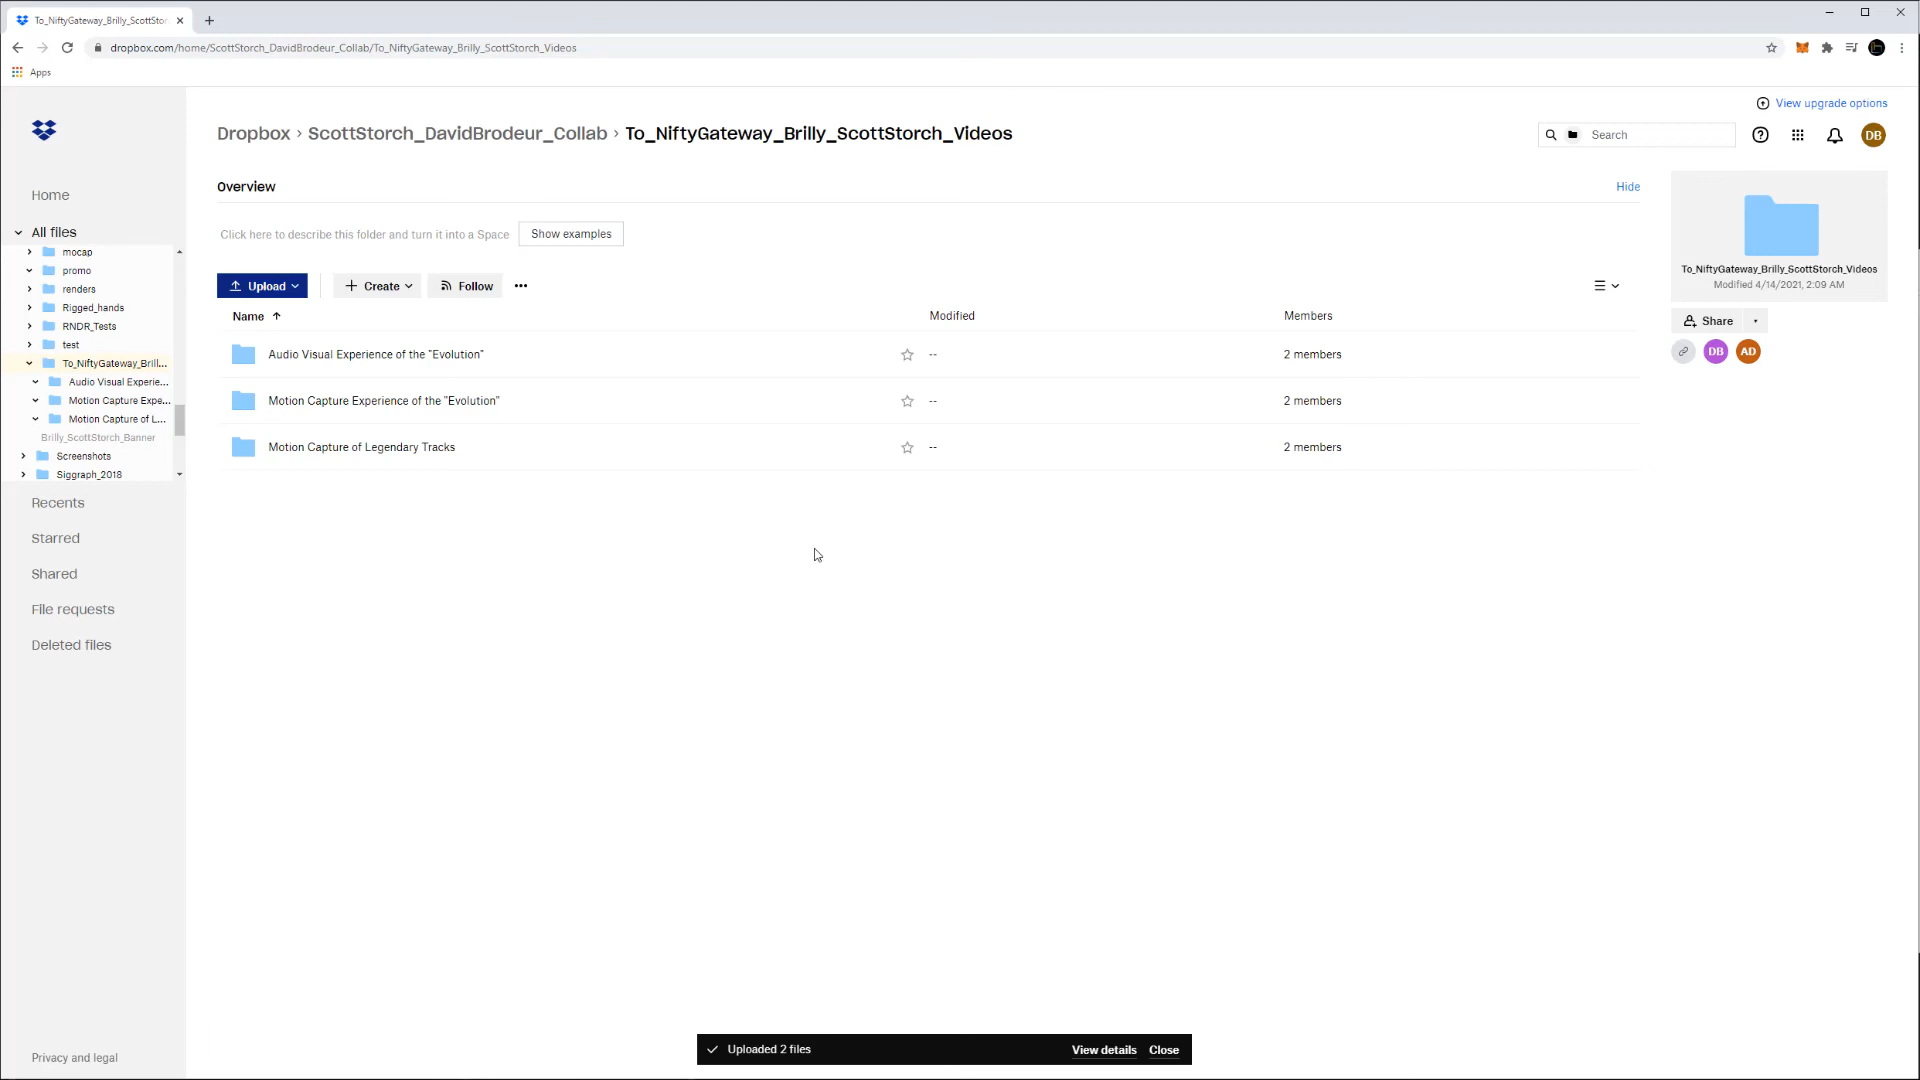 To_NiftyGateway_Brilly_ScottStor
dropbox.com/home/ScottStorch_DavidBrodeur_Collab/To_NiftyGateway_Brilly_ScottStorch_Videos
Apps
View upgrade options
Dropbox › ScottStorch_DavidBrodeur_Collab › To_NiftyGateway_Brilly_ScottStorch_Videos
Search
DB
Home
Overview
Hide
All files
Click here to describe this folder and turn it into a Space
Show examples
mocap
promo
renders
Rigged_hands
RNDR_Tests
test
To_NiftyGateway_Brill...
Audio Visual Experie...
Motion Capture Expe...
Motion Capture of L...
Brilly_ScottStorch_Banner
Screenshots
Siggraph_2018
Recents
Starred
Shared
File requests
Deleted files
Privacy and legal
Upload
Create
Follow
Name
Modified
Members
Audio Visual Experience of the "Evolution"
--
2 members
Motion Capture Experience of the "Evolution"
--
2 members
Motion Capture of Legendary Tracks
--
2 members
To_NiftyGateway_Brilly_ScottStorch_Videos
Modified 4/14/2021, 2:09 AM
Share
DB
AD
Uploaded 2 files
View details
Close